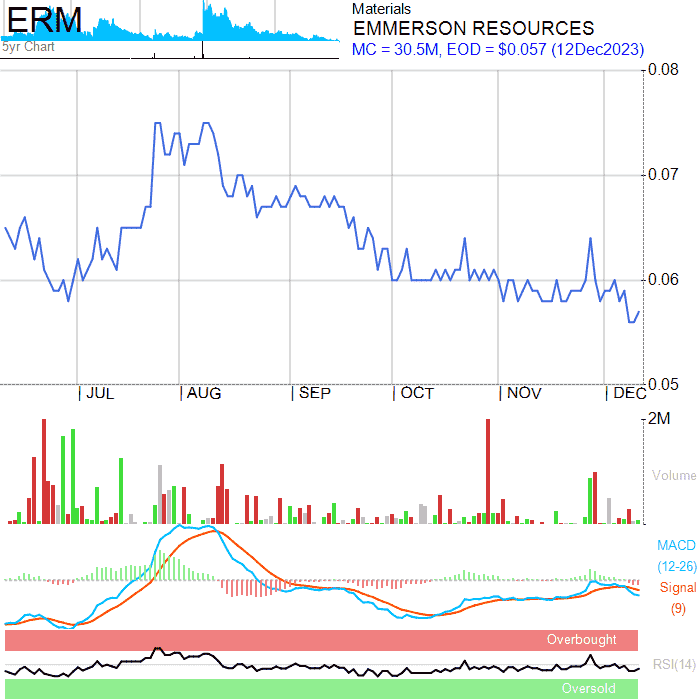 ERM
5yr Chart
Materials
EMMERSON RESOURCES
MC = 30.5M, EOD = $0.057 (12Dec2023)
0.08
0.07
0.06
0.05
| JUL | AUG | SEP | OCT | NOV | DEC
2M
Volume
MACD
(12-26)
Signal
(9)
Overbought
RSI(14)
Oversold